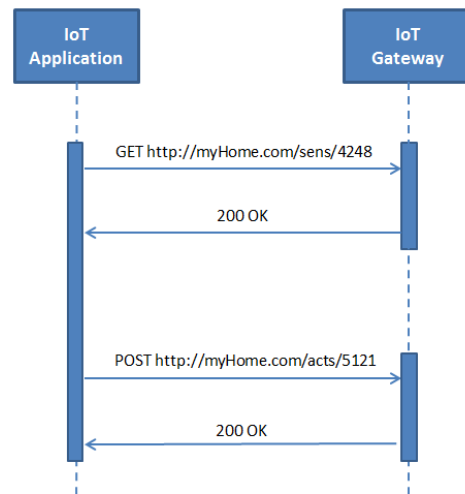 IoT
Application
IoT
Gateway
GET http://myHome.com/sens/4248
200 OK
POST http://myHome.com/acts/5121
200 OK